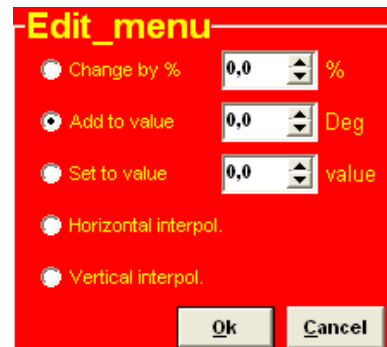 Edit_menu
Change by % 0,0 %
Add to value 0,0 Deg
Set to value 0,0 value
Horizontal interpol.
Vertical interpol.
Ok Cancel